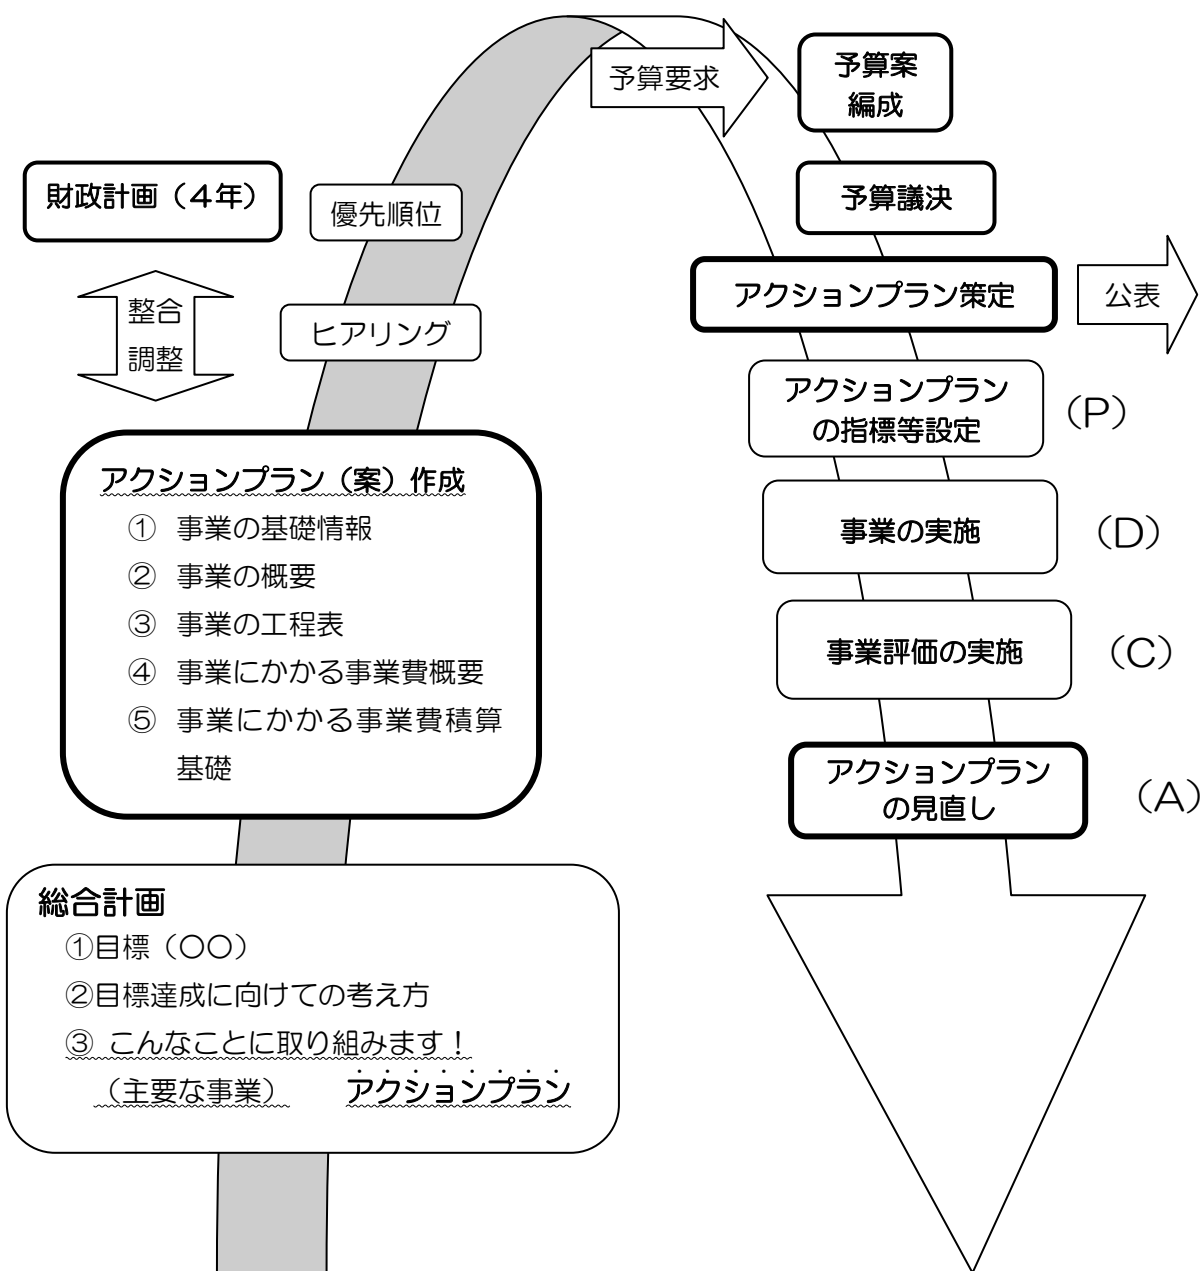 予算要求
予算案
編成
財政計画（４年）
優先順位
予算議決
整合
調整
ヒアリング
アクションプラン策定
公表
アクションプラン
の指標等設定
（P）
アクションプラン（案）作成
① 事業の基礎情報
② 事業の概要
③ 事業の工程表
④ 事業にかかる事業費概要
⑤ 事業にかかる事業費積算
基礎
事業の実施
（D）
事業評価の実施
（C）
アクションプラン
の見直し
（A）
総合計画
①目標（○○）
②目標達成に向けての考え方
③ こんなことに取り組みます！
（主要な事業） アクションプラン